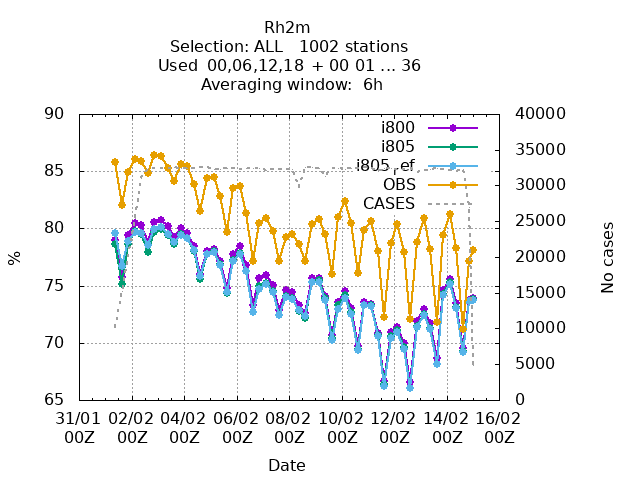 Rh2m
Selection: ALL   1002 stations
Used  00,06,12,18  + 00 01 ... 36
Averaging window:  6h
90
85
80
75
70
65
%
40000
35000
30000
25000
20000
15000
10000
5000
0
No cases
i800
i805
i805_ef
OBS
CASES
31/01 02/02 04/02 06/02 08/02 10/02 12/02 14/02 16/02
00Z 00Z 00Z 00Z 00Z 00Z 00Z 00Z 00Z
Date